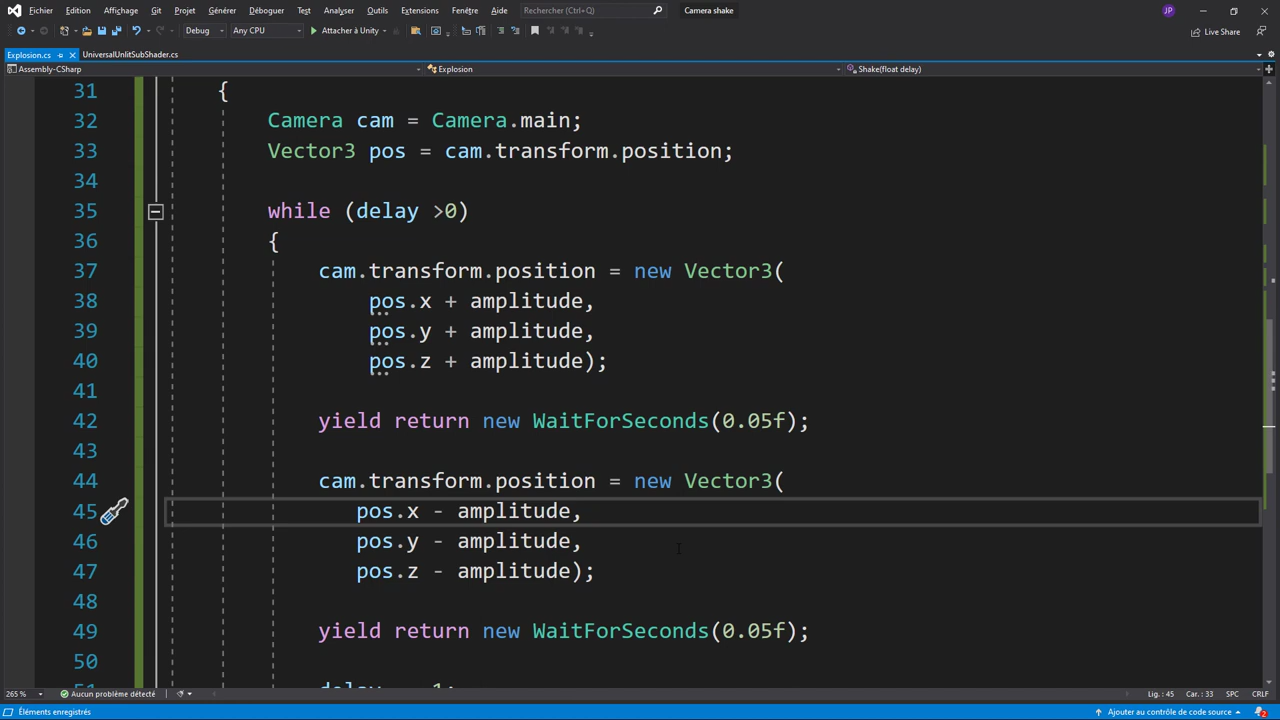 Fichier Edition Affichage Git Projet Générer Déboguer Test Analyser Outils Extensions Fenêtre Aide Rechercher (Ctrl+Q) Camera shake JP
Debug Any CPU Attacher à Unity Live Share
Explosion.cs UniversalUnlitSubShader.cs
Assembly-CSharp Explosion Shake(float delay)
31 {
32 Camera cam = Camera.main;
33 Vector3 pos = cam.transform.position;
34
35 while (delay >0)
36 {
37 cam.transform.position = new Vector3(
38 pos.x + amplitude,
39 pos.y + amplitude,
40 pos.z + amplitude);
41
42 yield return new WaitForSeconds(0.05f);
43
44 cam.transform.position = new Vector3(
45 pos.x - amplitude,
46 pos.y - amplitude,
47 pos.z - amplitude);
48
49 yield return new WaitForSeconds(0.05f);
50
265 % Aucun problème détecté Lig. : 45 Car. : 33 SPC CRLF
Éléments enregistrés Ajouter au contrôle de code source 2